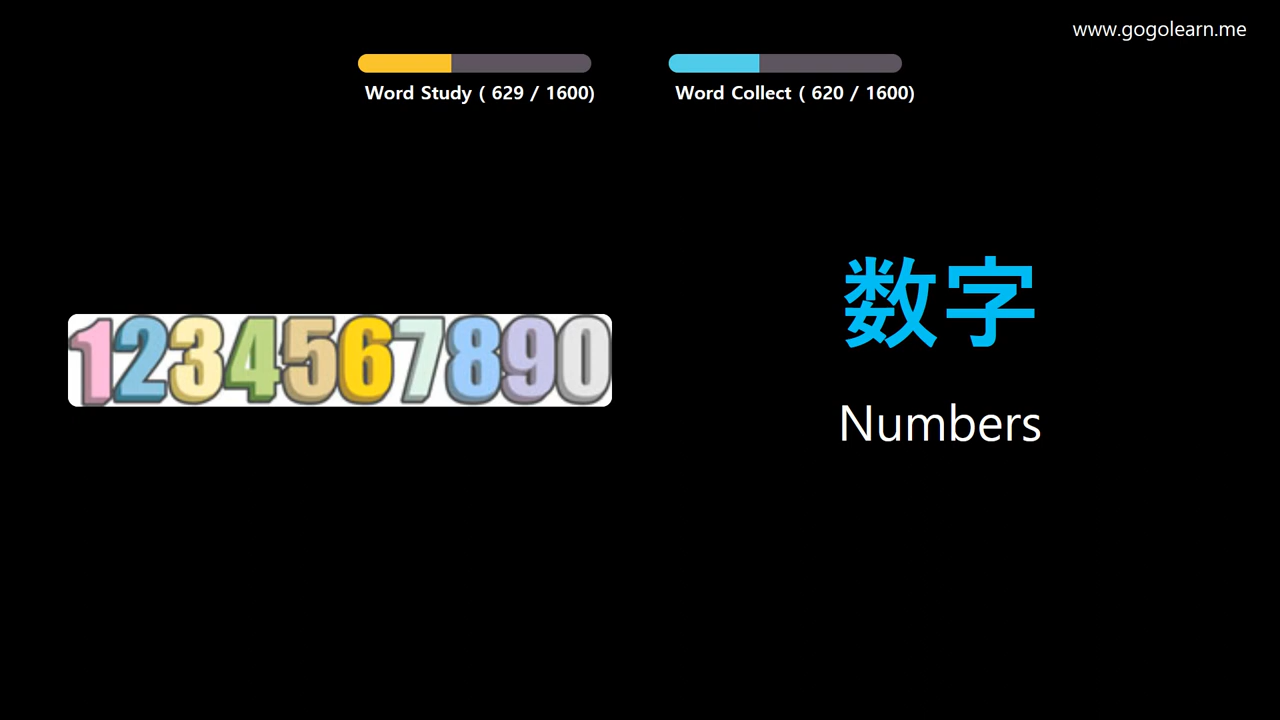 www.gogolearn.me
Word Study ( 629 / 1600)
Word Collect ( 620 / 1600)
数字
1234567890
Numbers